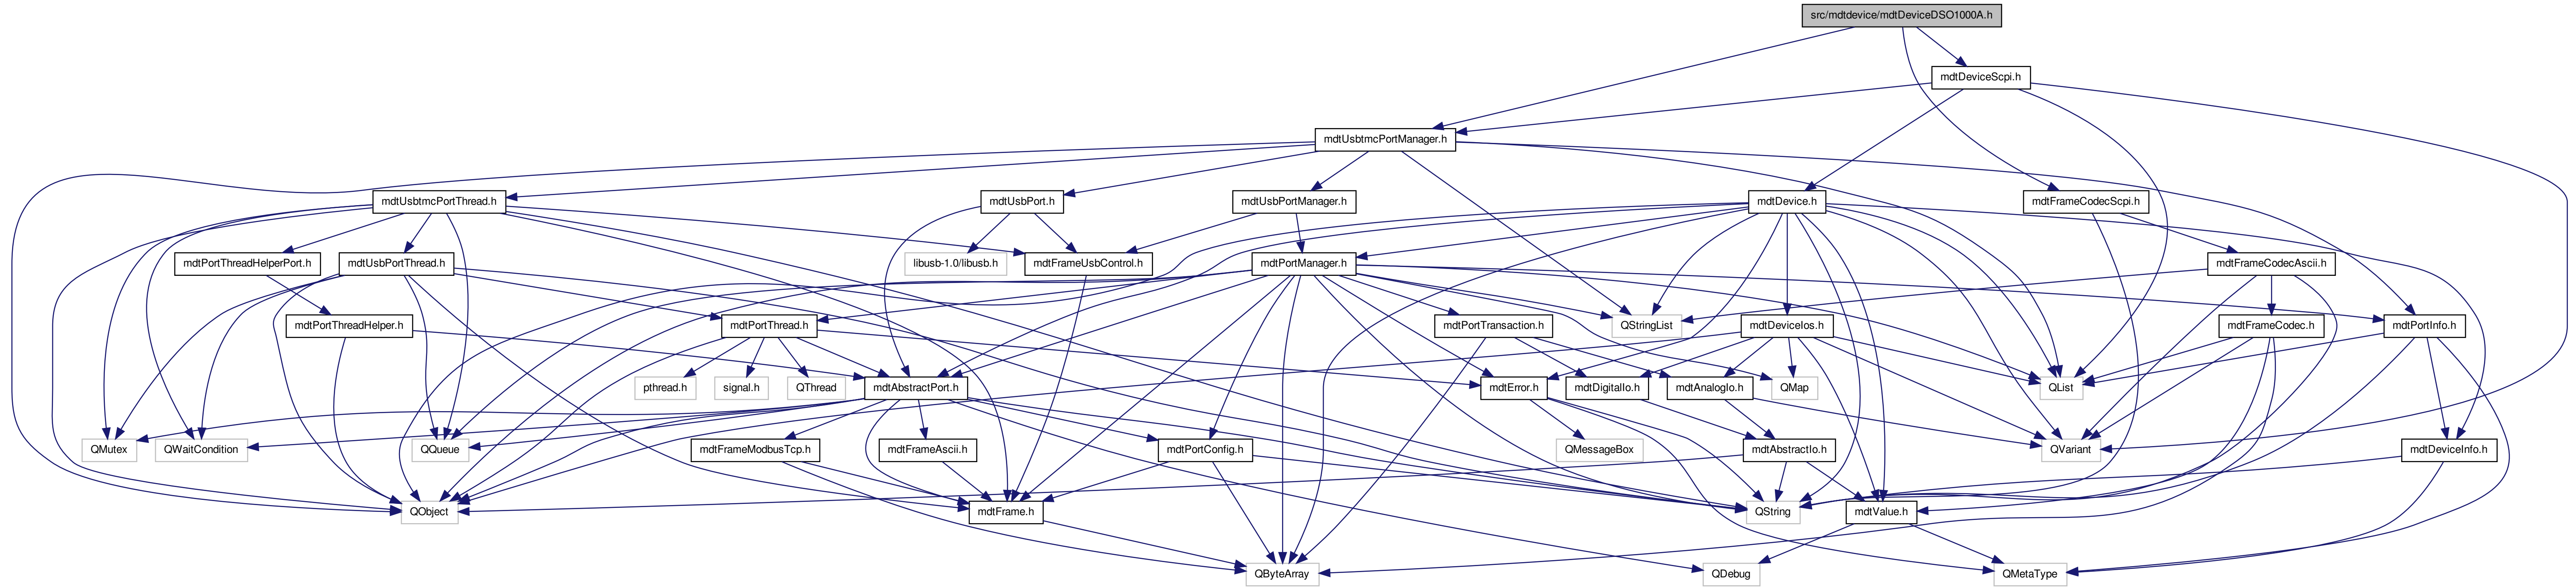 src/mdtdevice/mdtDeviceDSO1000A.h
mdtDeviceScpi.h
mdtUsbtmcPortManager.h
mdtUsbtmcPortThread.h
mdtUsbPort.h
mdtUsbPortManager.h
mdtDevice.h
mdtFrameCodecScpi.h
mdtPortThreadHelperPort.h
mdtUsbPortThread.h
libusb-1.0/libusb.h
mdtFrameUsbControl.h
mdtPortManager.h
mdtFrameCodecAscii.h
mdtPortThreadHelper.h
mdtPortThread.h
QStringList
mdtPortTransaction.h
mdtDeviceIos.h
mdtFrameCodec.h
mdtPortInfo.h
pthread.h
signal.h
QThread
mdtAbstractPort.h
mdtError.h
mdtDigitalIo.h
mdtAnalogIo.h
QMap
QList
QMutex
QWaitCondition
QQueue
mdtFrameModbusTcp.h
mdtFrameAscii.h
mdtPortConfig.h
QMessageBox
mdtAbstractIo.h
QVariant
mdtDeviceInfo.h
QObject
mdtFrame.h
QString
mdtValue.h
QByteArray
QDebug
QMetaType